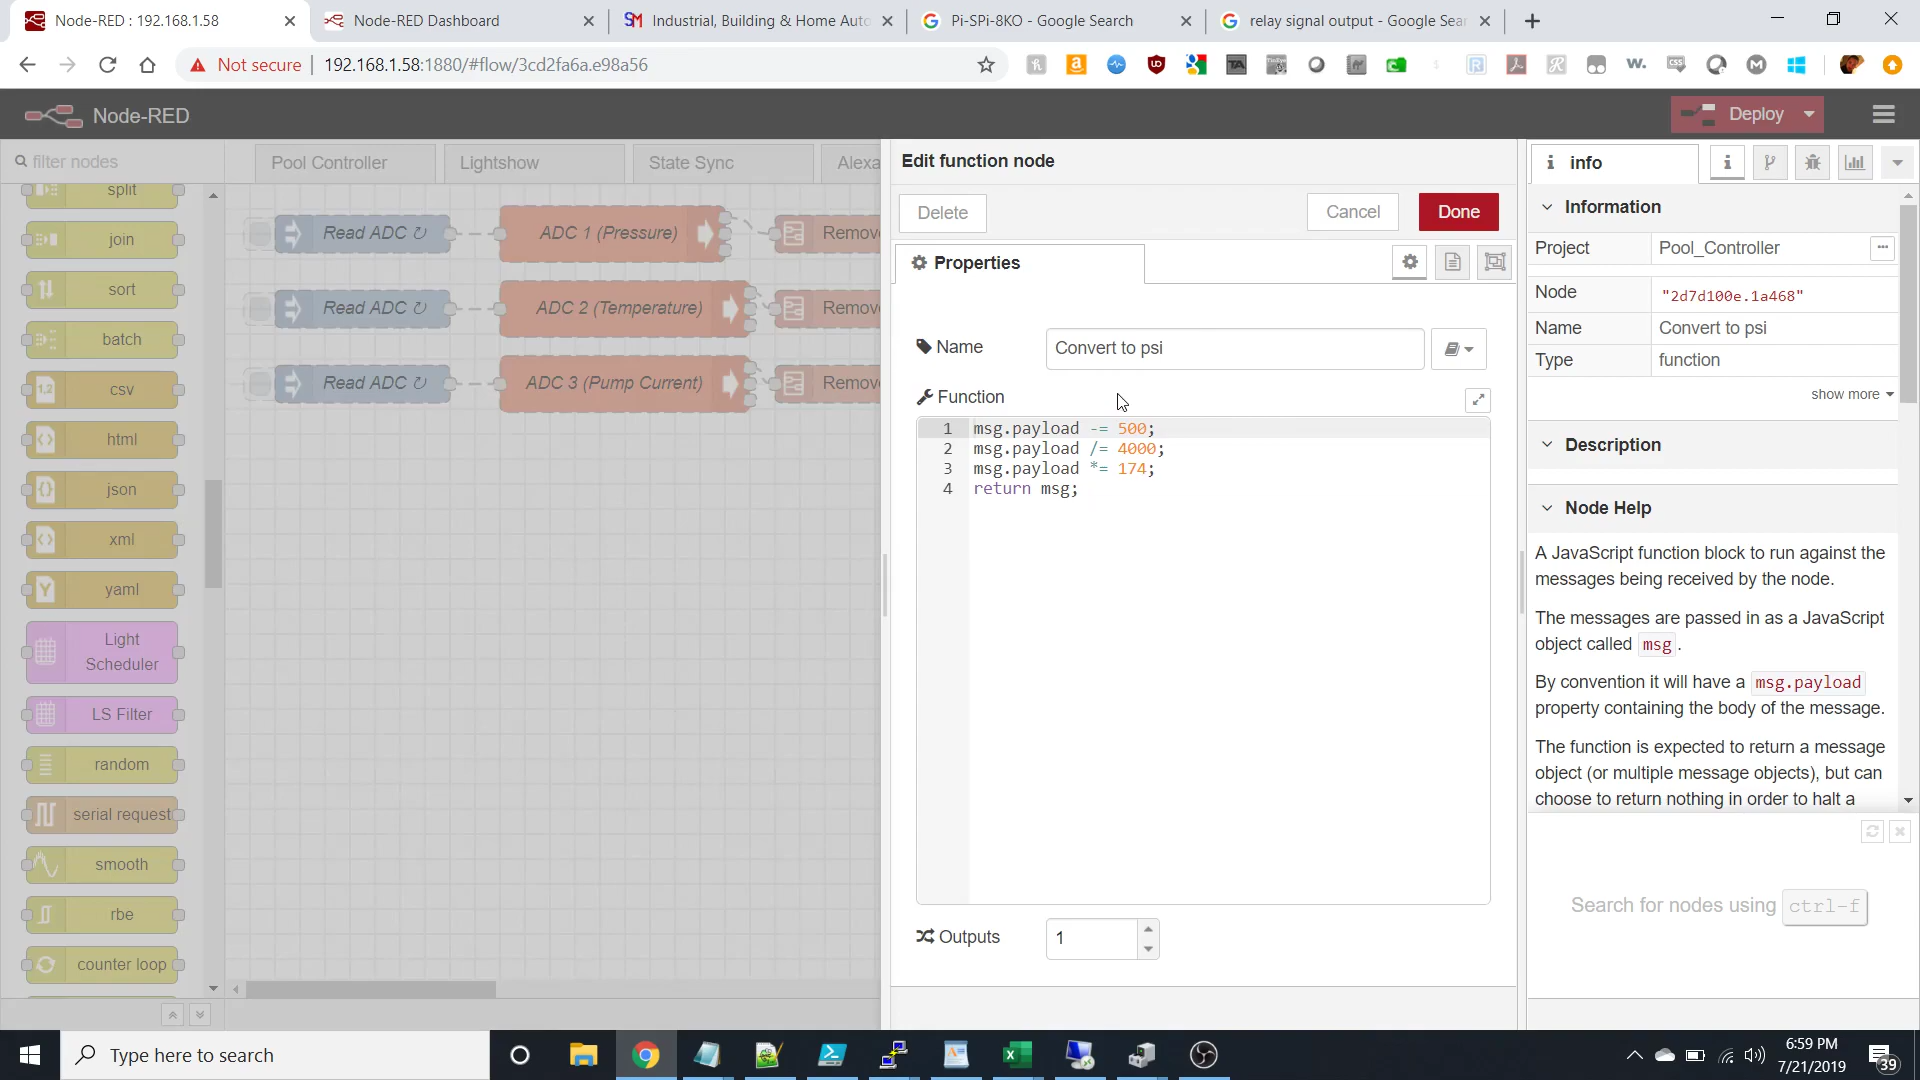 Node-RED : 192.168.1.58
Node-RED Dashboard
Industrial, Building & Home Auto
Pi-SPi-8KO - Google Search
relay signal output - Google Sear
Not secure
192.168.1.58:1880/#flow/3cd2fa6a.e98a56
Node-RED
Deploy
filter nodes
Pool Controller
Lightshow
State Sync
Alexa
split
join
sort
batch
csv
html
json
xml
yaml
Light
Scheduler
LS Filter
random
serial request
smooth
rbe
counter loop
Read ADC ↻
ADC 1 (Pressure)
Remove
Read ADC ↻
ADC 2 (Temperature)
Remove
Read ADC ↻
ADC 3 (Pump Current)
Remove
Edit function node
Delete
Cancel
Done
Properties
Name
Convert to psi
Function
1 msg.payload -= 500;
2 msg.payload /= 4000;
3 msg.payload *= 174;
4 return msg;
Outputs
1
info
Information
Project
Pool_Controller
Node
"2d7d100e.1a468"
Name
Convert to psi
Type
function
show more
Description
Node Help
A JavaScript function block to run against the
messages being received by the node.
The messages are passed in as a JavaScript
object called msg .
By convention it will have a msg.payload
property containing the body of the message.
The function is expected to return a message
object (or multiple message objects), but can
choose to return nothing in order to halt a
Search for nodes using ctrl-f
Type here to search
6:59 PM
7/21/2019
39